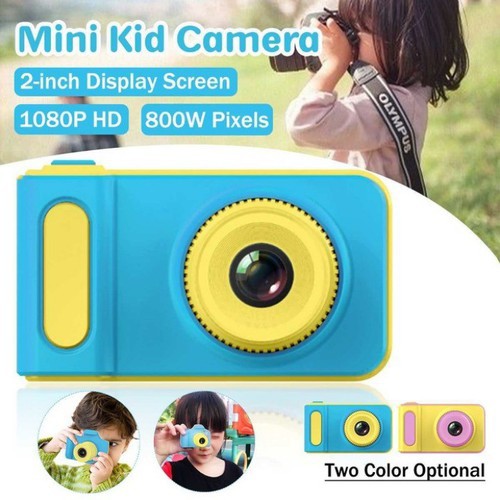 Mini Kid Camera
2-inch Display Screen
1080P HD 800W Pixels
OLYMPUS
Two Color Optional